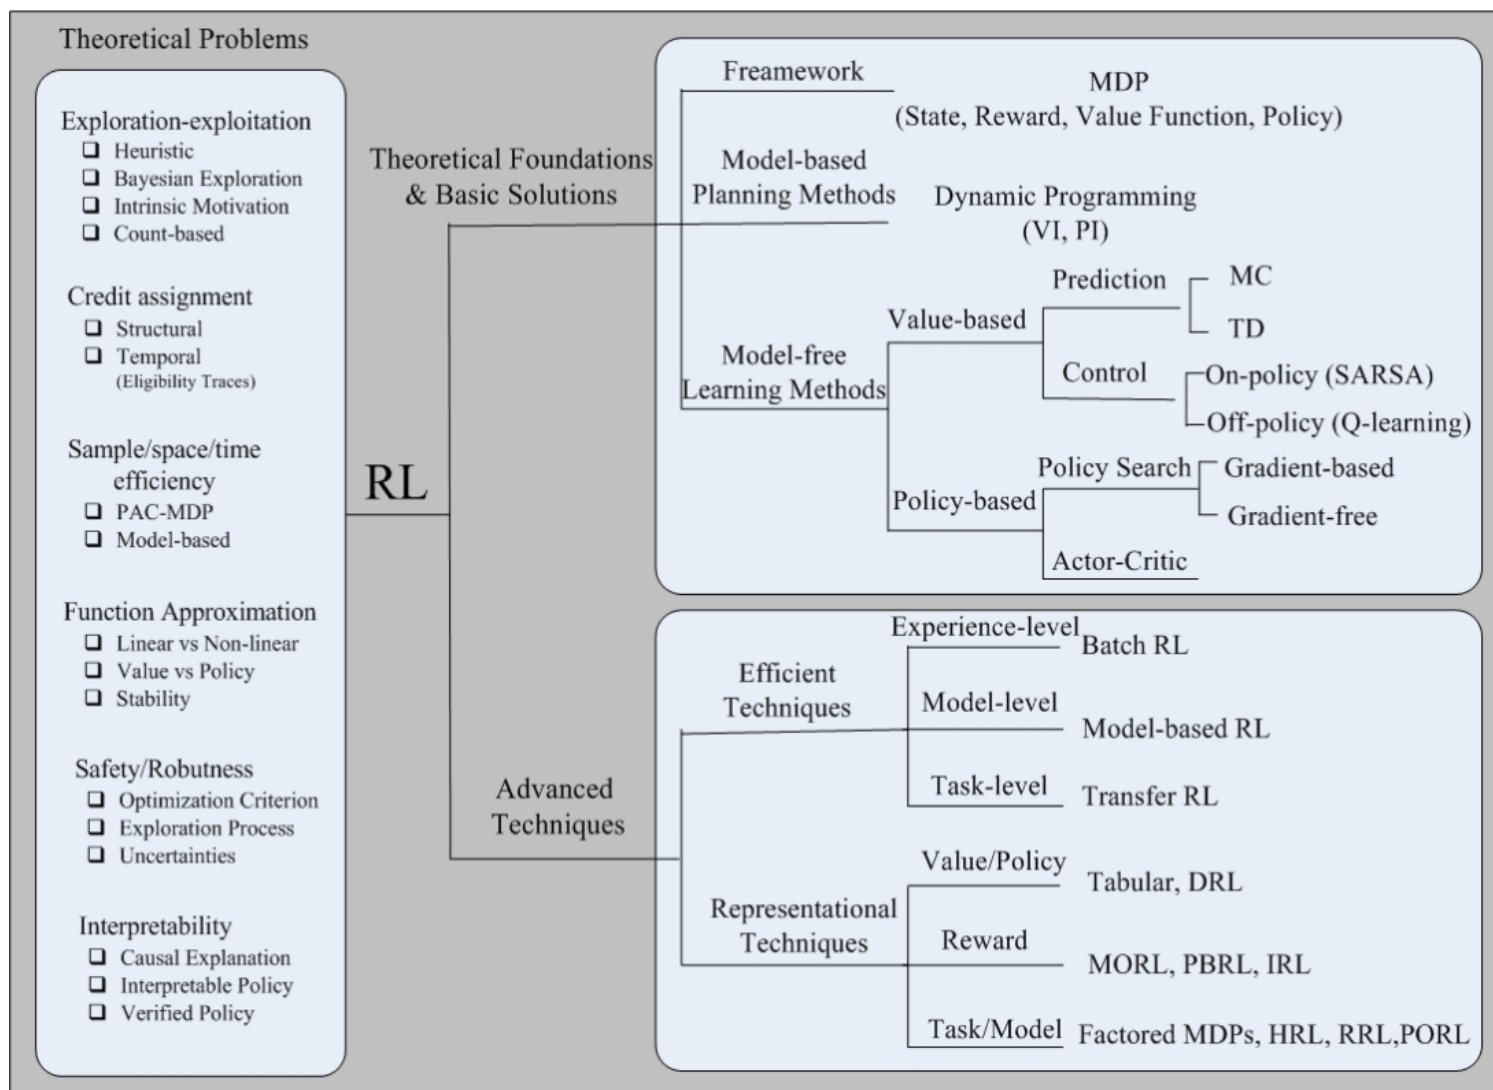 Theoretical Problems
Exploration-exploitation
Heuristic
Bayesian Exploration
Intrinsic Motivation
Count-based
Credit assignment
Structural
Temporal
(Eligibility Traces)
Sample/space/time
efficiency
PAC-MDP
Model-based
Function Approximation
Linear vs Non-linear
Value vs Policy
Stability
Safety/Robutness
Optimization Criterion
Exploration Process
Uncertainties
Interpretability
Causal Explanation
Interpretable Policy
Verified Policy
RL
Theoretical Foundations
& Basic Solutions
Freamework
MDP
(State, Reward, Value Function, Policy)
Model-based
Planning Methods
Dynamic Programming
(VI, PI)
Model-free
Learning Methods
Value-based
Prediction
MC
TD
Control
On-policy (SARSA)
Off-policy (Q-learning)
Policy-based
Policy Search
Gradient-based
Gradient-free
Actor-Critic
Advanced
Techniques
Efficient
Techniques
Experience-level
Batch RL
Model-level
Model-based RL
Task-level
Transfer RL
Representational
Techniques
Value/Policy
Tabular, DRL
Reward
MORL, PBRL, IRL
Task/Model
Factored MDPs, HRL, RRL,PORL